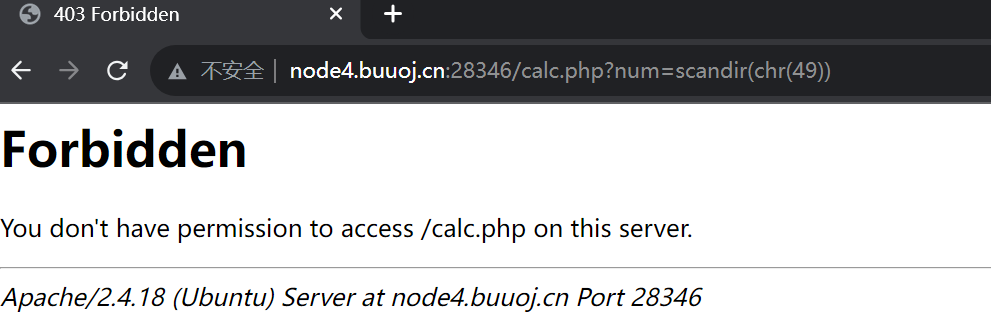 403 Forbidden
不安全 node4.buuoj.cn:28346/calc.php?num=scandir(chr(49))
Forbidden
You don't have permission to access /calc.php on this server.
Apache/2.4.18 (Ubuntu) Server at node4.buuoj.cn Port 28346